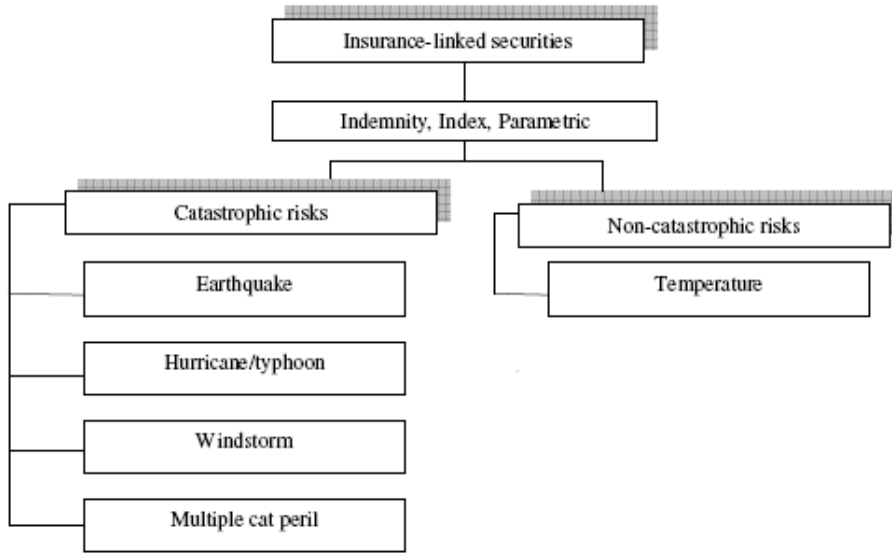 Insurance-linked securities
Indemnity, Index, Parametric
Catastrophic risks
Non-catastrophic risks
Earthquake
Temperature
Hurricane/typhoon
Windstorm
Multiple cat peril